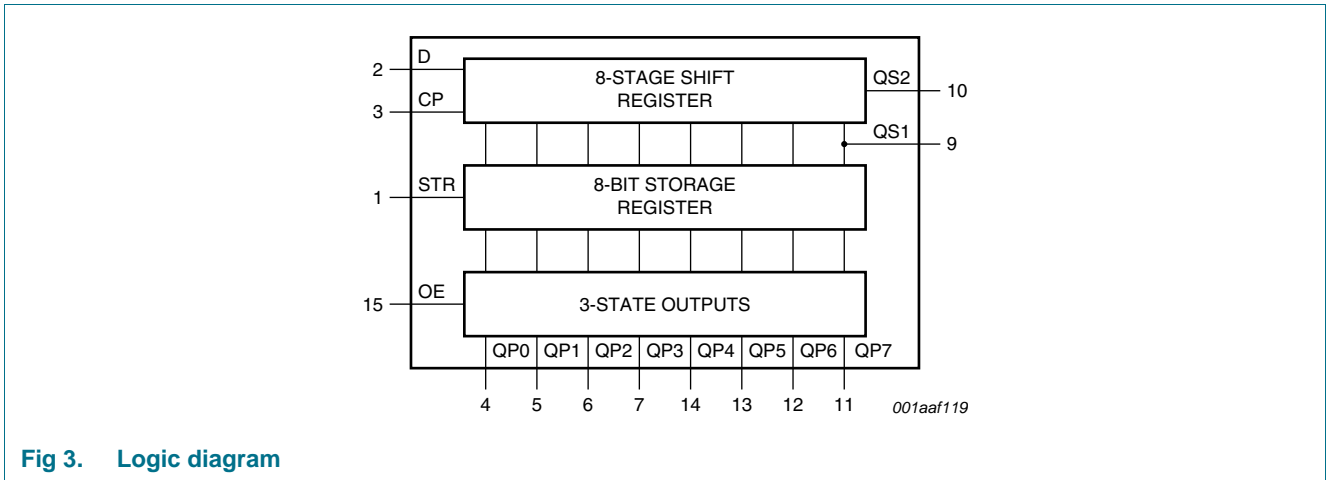 D
2
8-STAGE SHIFT
REGISTER
QS2
10
CP
3
QS1
9
STR
1
8-BIT STORAGE
REGISTER
OE
15
3-STATE OUTPUTS
QP0 QP1 QP2 QP3 QP4 QP5 QP6 QP7
4 5 6 7 14 13 12 11
001aaf119
Fig 3. Logic diagram